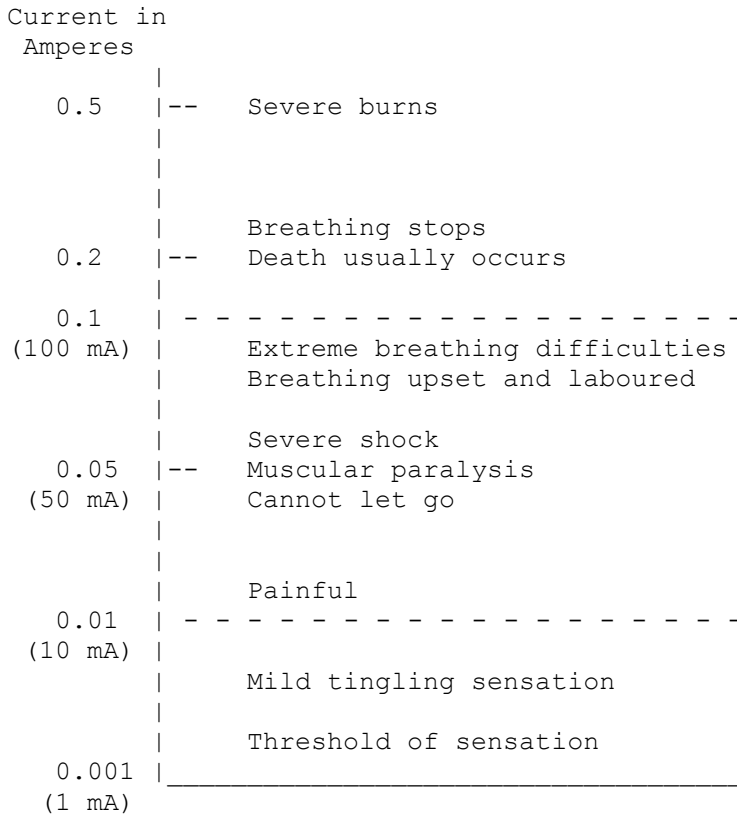 Current in
Amperes
|
0.5 |-- Severe burns
|
|
|
| Breathing stops
0.2 |-- Death usually occurs
|
0.1 | - - - - - - - - - - - - - - - - - -
(100 mA) | Extreme breathing difficulties
| Breathing upset and laboured
|
| Severe shock
0.05 |-- Muscular paralysis
(50 mA) | Cannot let go
|
|
| Painful
0.01 | - - - - - - - - - - - - - - - - - -
(10 mA) |
| Mild tingling sensation
|
| Threshold of sensation
0.001 |____________________________________
(1 mA)